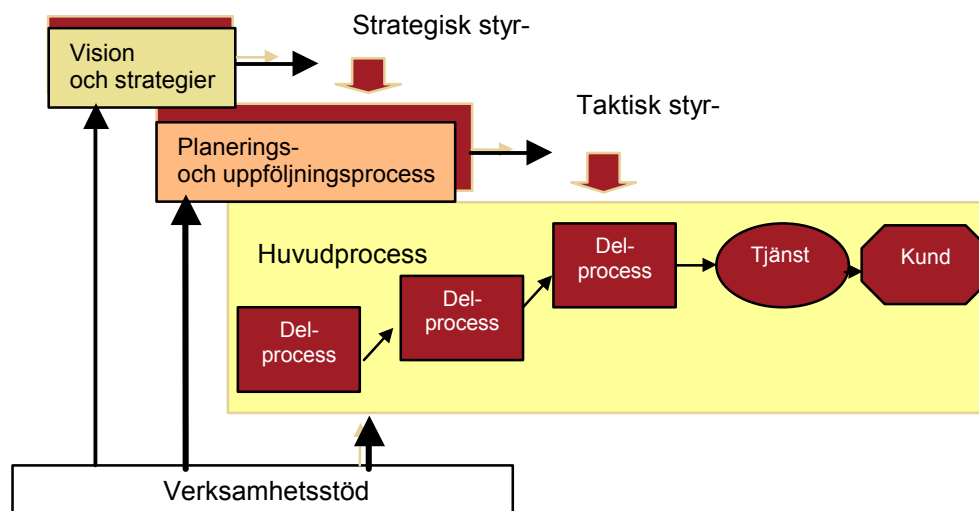 Strategisk styr-
Vision
och strategier
Taktisk styr-
Planerings-
och uppföljningsprocess
Huvudprocess
Del-
process
Del-
process
Del-
process
Tjänst
Kund
Verksamhetsstöd